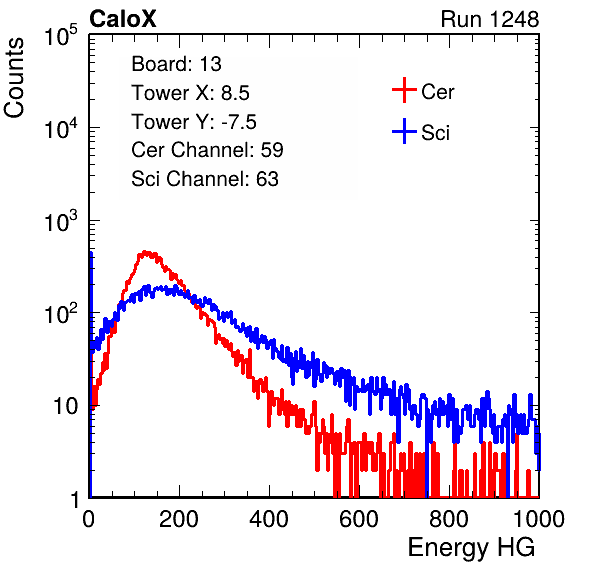 CaloX Run 1248
Counts
10^5
10^4
10^3
10^2
10
1
Board: 13
Tower X: 8.5
Tower Y: -7.5
Cer Channel: 59
Sci Channel: 63
Cer
Sci
0 200 400 600 800 1000
Energy HG